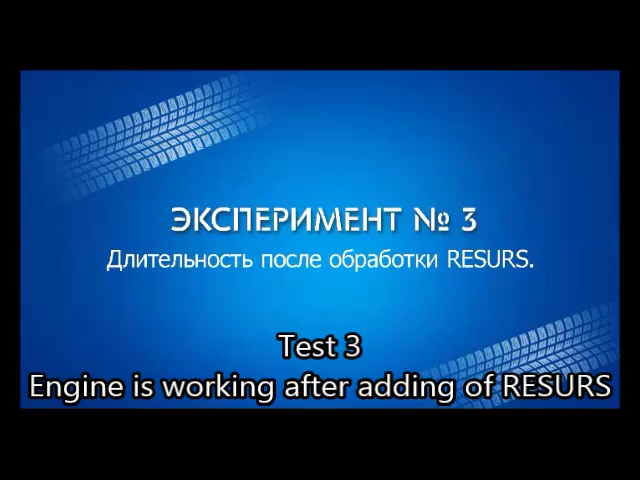 ЭКСПЕРИМЕНТ № 3
Длительность после обработки RESURS.
Test 3
Engine is working after adding of RESURS